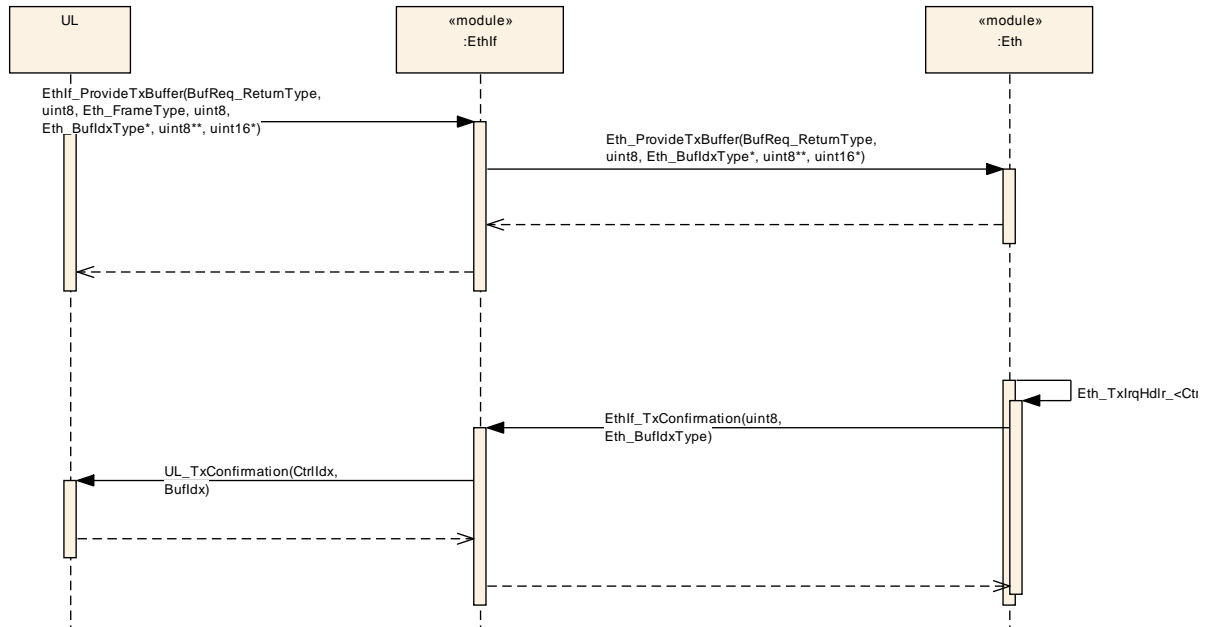 UL
«module»
:EthIf
«module»
:Eth
EthIf_ProvideTxBuffer(BufReq_ReturnType,
uint8, Eth_FrameType, uint8,
Eth_BufIdxType*, uint8**, uint16*)
Eth_ProvideTxBuffer(BufReq_ReturnType,
uint8, Eth_BufIdxType*, uint8**, uint16*)
Eth_TxIrqHdlr_<Ctr
EthIf_TxConfirmation(uint8,
Eth_BufIdxType)
UL_TxConfirmation(CtrlIdx,
BufIdx)